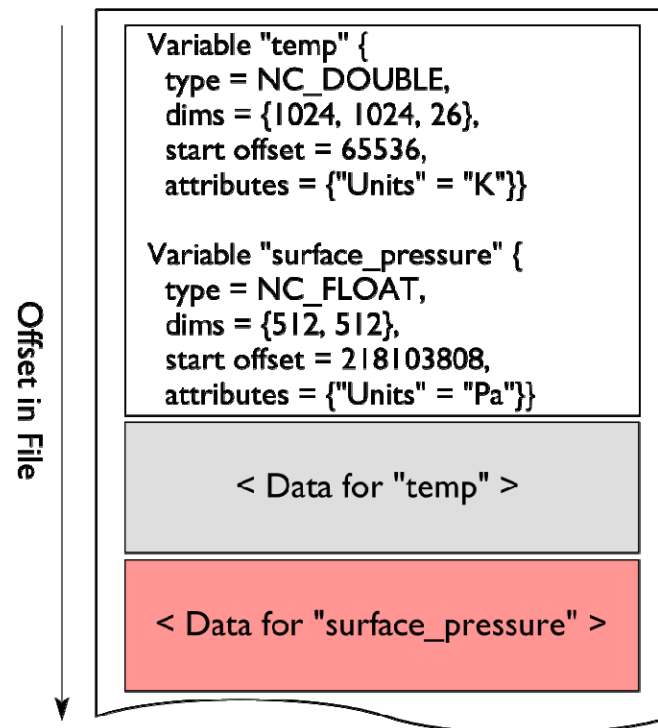 Variable "temp" {
type = NC_DOUBLE,
dims = {1024, 1024, 26},
start offset = 65536,
attributes = {"Units" = "K"}}
Variable "surface_pressure" {
type = NC_FLOAT,
dims = {512, 512},
start offset = 218103808,
attributes = {"Units" = "Pa"}}
Offset in File
< Data for "temp" >
< Data for "surface_pressure" >